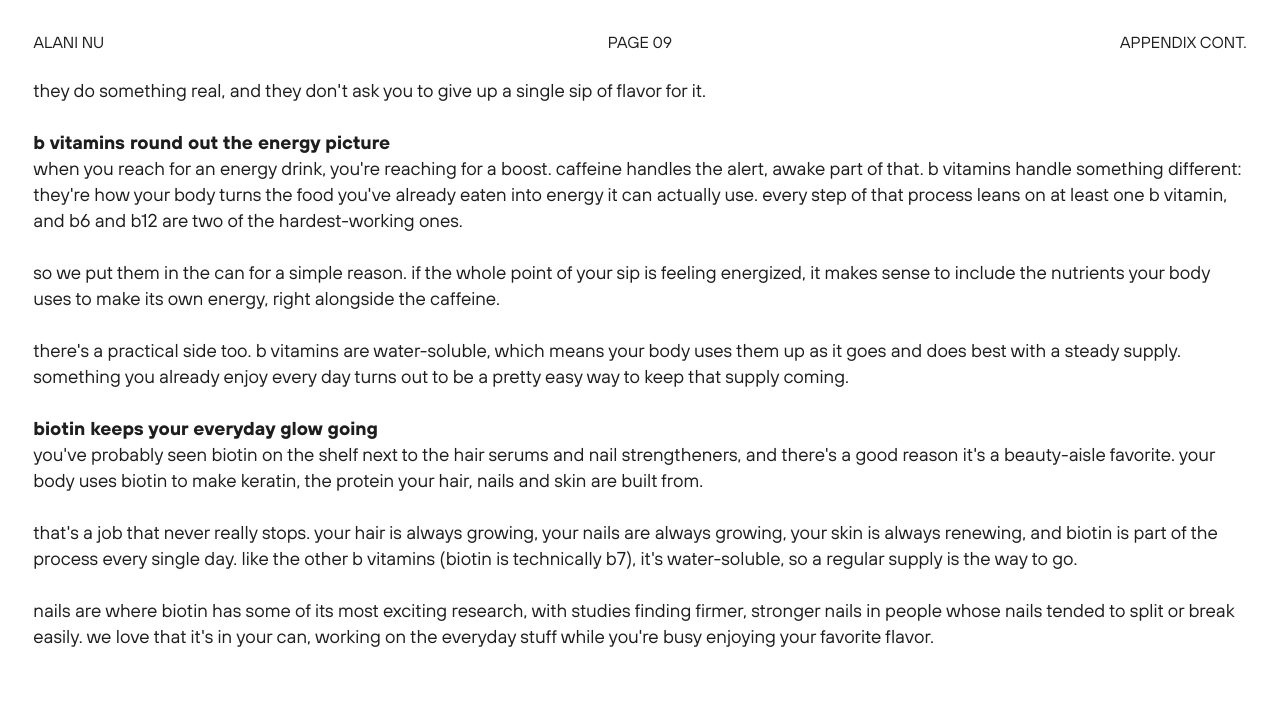 ALANI NU
PAGE 09
APPENDIX CONT.
they do something real, and they don't ask you to give up a single sip of flavor for it.
b vitamins round out the energy picture
when you reach for an energy drink, you're reaching for a boost. caffeine handles the alert, awake part of that. b vitamins handle something different:
they're how your body turns the food you've already eaten into energy it can actually use. every step of that process leans on at least one b vitamin,
and b6 and b12 are two of the hardest-working ones.
so we put them in the can for a simple reason. if the whole point of your sip is feeling energized, it makes sense to include the nutrients your body
uses to make its own energy, right alongside the caffeine.
there's a practical side too. b vitamins are water-soluble, which means your body uses them up as it goes and does best with a steady supply.
something you already enjoy every day turns out to be a pretty easy way to keep that supply coming.
biotin keeps your everyday glow going
you've probably seen biotin on the shelf next to the hair serums and nail strengtheners, and there's a good reason it's a beauty-aisle favorite. your
body uses biotin to make keratin, the protein your hair, nails and skin are built from.
that's a job that never really stops. your hair is always growing, your nails are always growing, your skin is always renewing, and biotin is part of the
process every single day. like the other b vitamins (biotin is technically b7), it's water-soluble, so a regular supply is the way to go.
nails are where biotin has some of its most exciting research, with studies finding firmer, stronger nails in people whose nails tended to split or break
easily. we love that it's in your can, working on the everyday stuff while you're busy enjoying your favorite flavor.